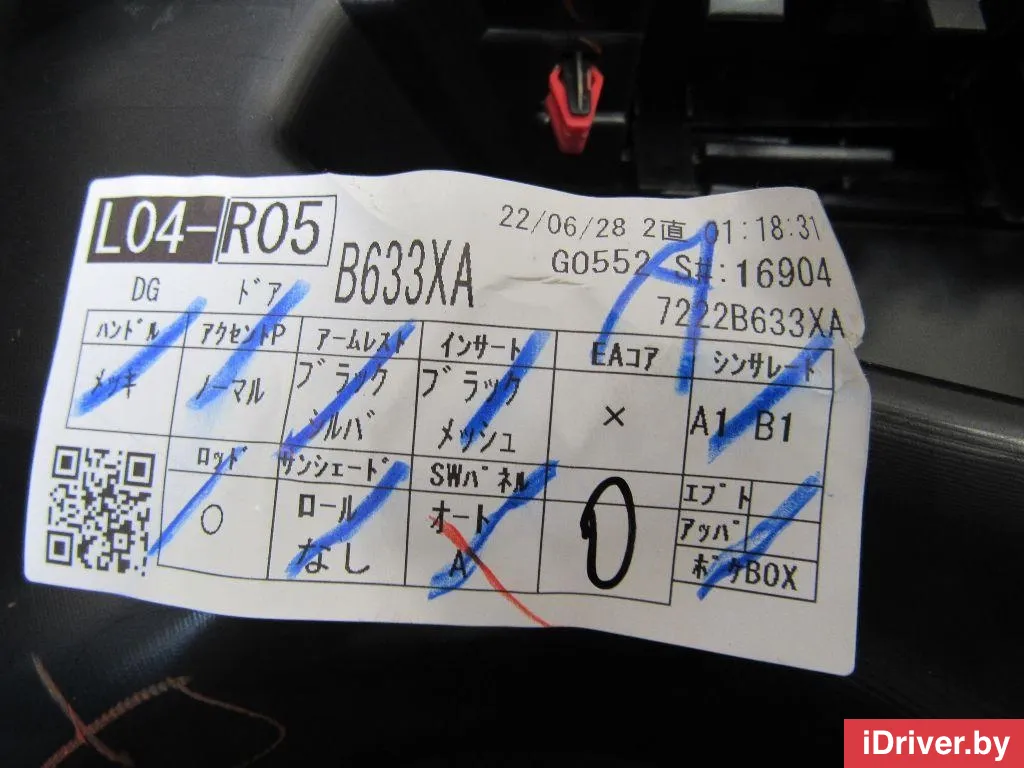 L04-R05
B633XA
22/06/28 2直 01:18:31
G0552 S#:16904
7222B633XA
DG ドア
ハンドル アクセントP アームレスト インサート EAコア シンサレート
メッキ ノーマル ブラック ブラック × A1 B1
シルバ メッシュ
ロッド サンシェード SWパネル エプト
○ ロール オート アッパ
なし A ポケBOX
iDriver.by